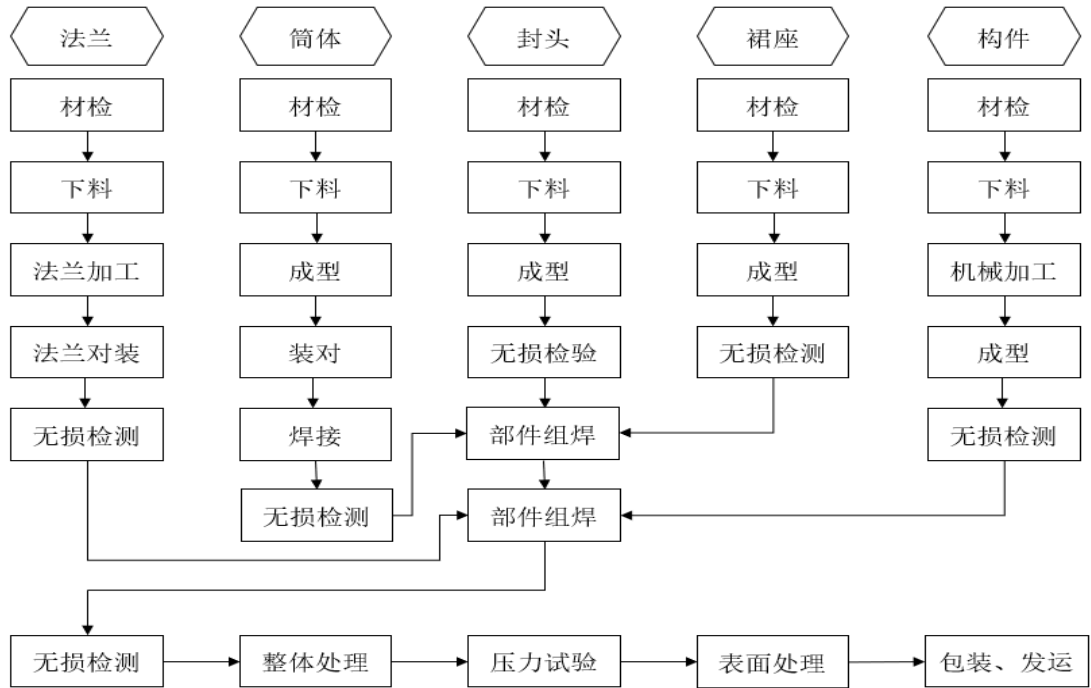 法兰
筒体
封头
裙座
构件
材检
材检
材检
材检
材检
下料
下料
下料
下料
下料
法兰加工
成型
成型
成型
机械加工
法兰对装
装对
无损检验
无损检测
成型
无损检测
焊接
部件组焊
无损检测
无损检测
部件组焊
无损检测
整体处理
压力试验
表面处理
包装、发运